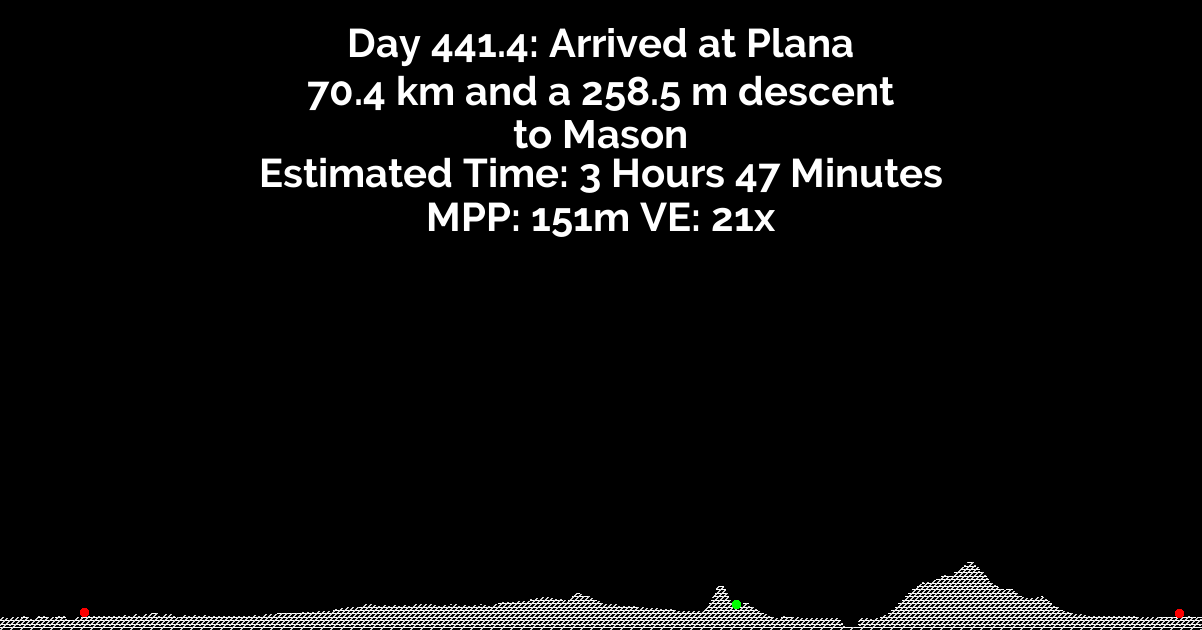 Day 441.4: Arrived at Plana
70.4 km and a 258.5 m descent
to Mason
Estimated Time: 3 Hours 47 Minutes
MPP: 151m VE: 21x